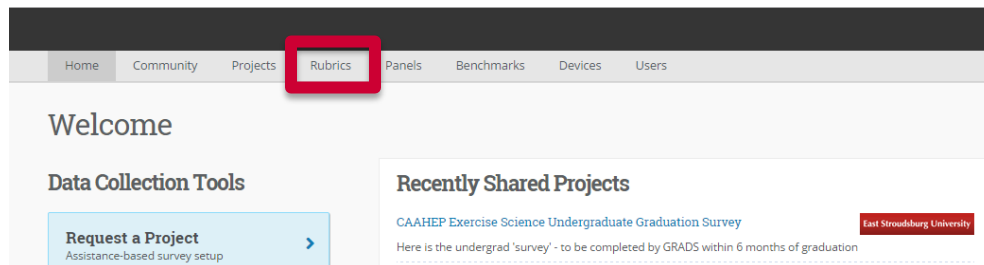 Home Community Projects Rubrics Panels Benchmarks Devices Users
Welcome
Data Collection Tools
Request a Project
Assistance-based survey setup
Recently Shared Projects
CAAHEP Exercise Science Undergraduate Graduation Survey
East Stroudsburg University
Here is the undergrad 'survey' - to be completed by GRADS within 6 months of graduation